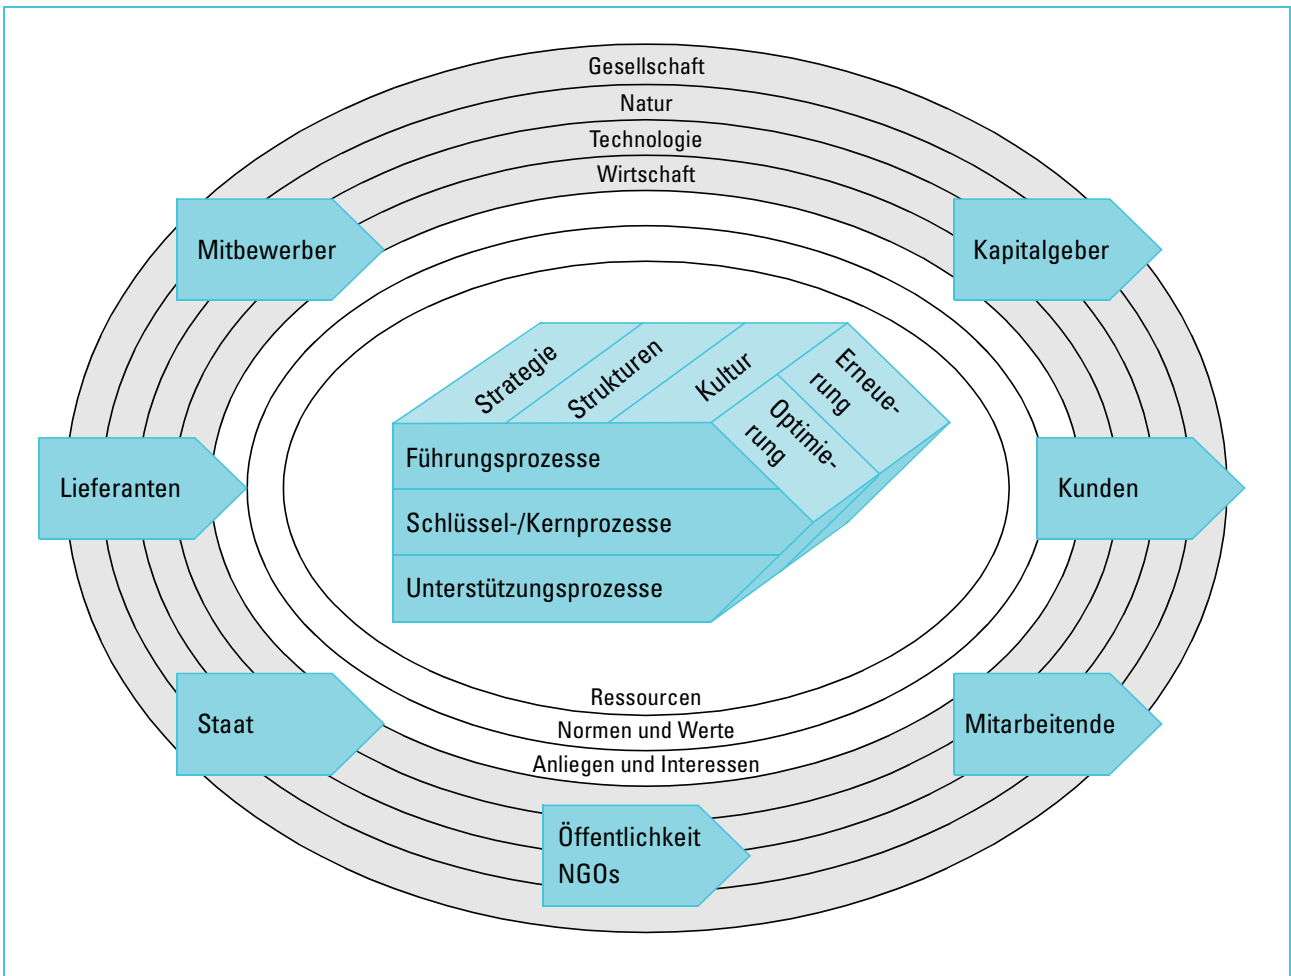 Gesellschaft
Natur
Technologie
Wirtschaft
Mitbewerber
Kapitalgeber
Strategie
Strukturen
Kultur
Erneue-
rung
Optimie-
rung
Führungsprozesse
Lieferanten
Kunden
Schlüssel-/Kernprozesse
Unterstützungsprozesse
Ressourcen
Normen und Werte
Anliegen und Interessen
Staat
Mitarbeitende
Öffentlichkeit
NGOs